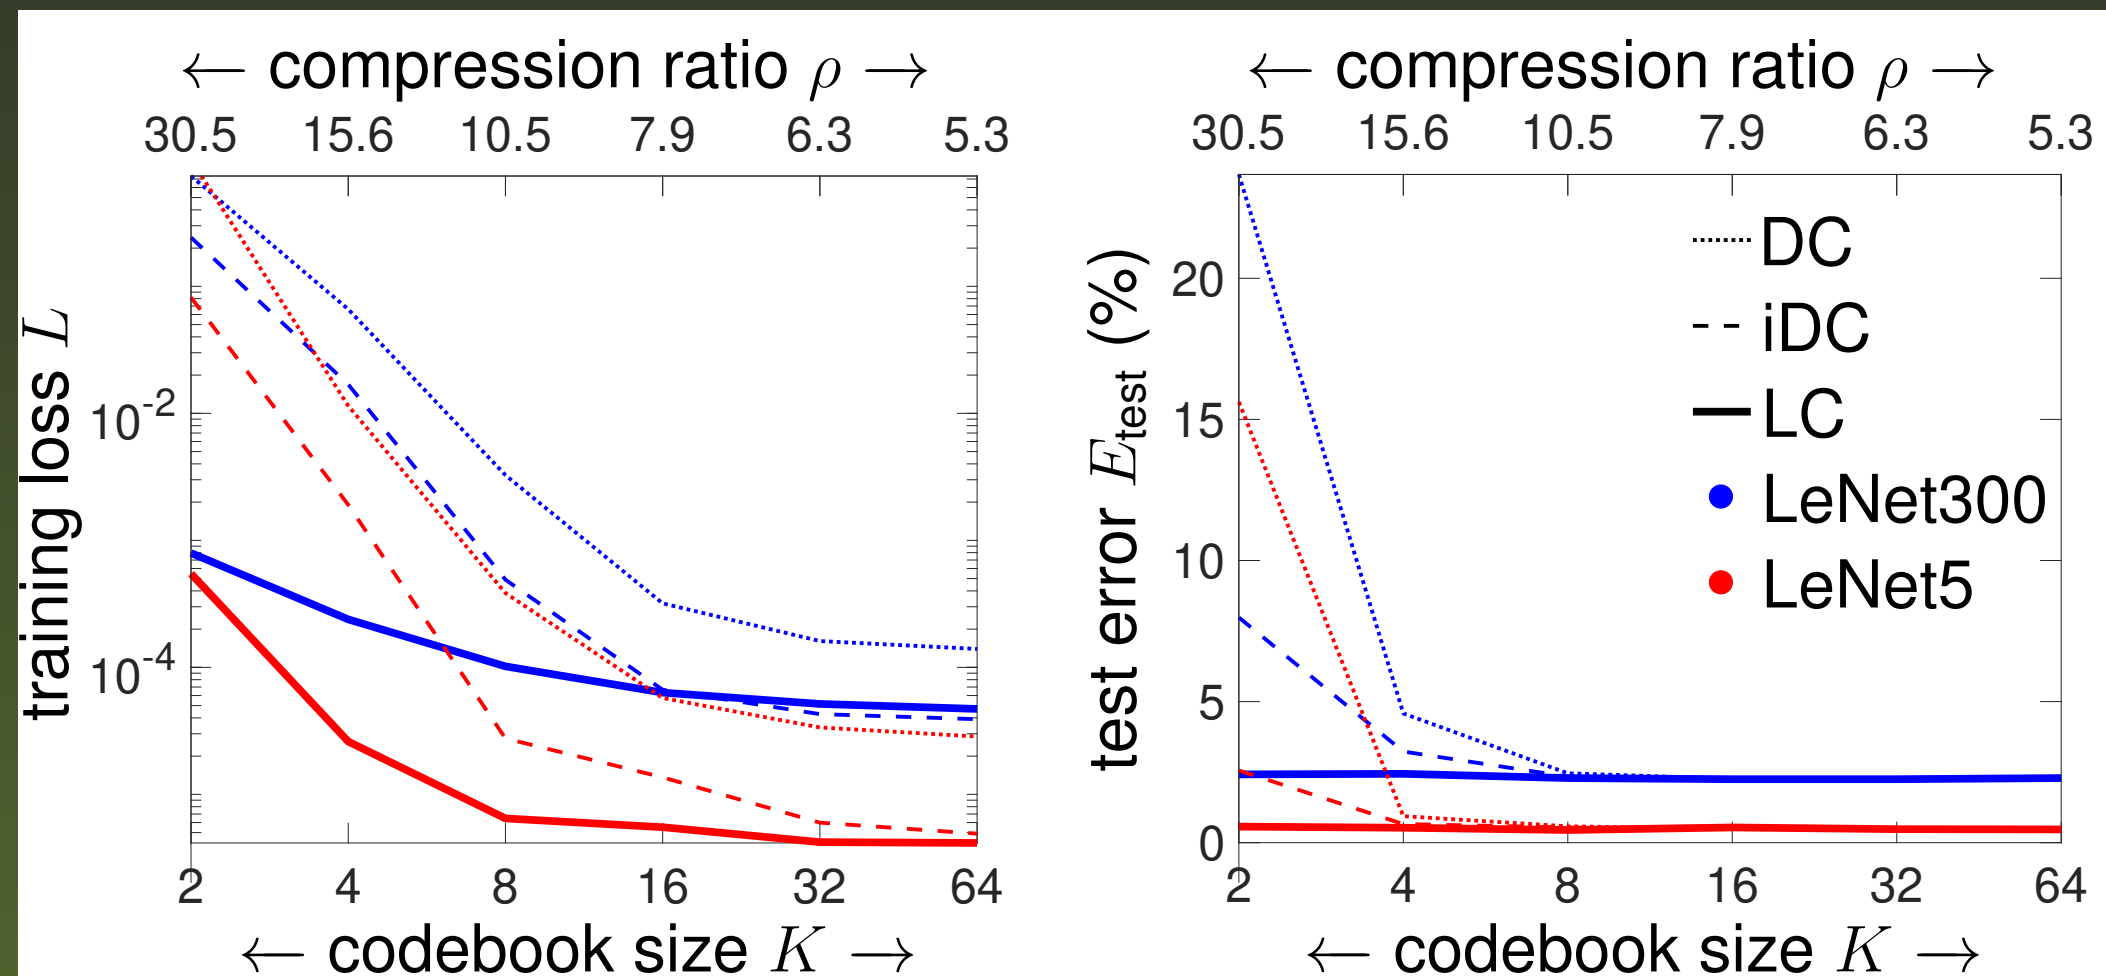 ← compression ratio ρ →
30.5 15.6 10.5 7.9 6.3 5.3
training loss L
10-2
10-4
2 4 8 16 32 64
← codebook size K →
← compression ratio ρ →
30.5 15.6 10.5 7.9 6.3 5.3
test error Etest (%)
20
15
10
5
0
DC
iDC
LC
LeNet300
LeNet5
2 4 8 16 32 64
← codebook size K →